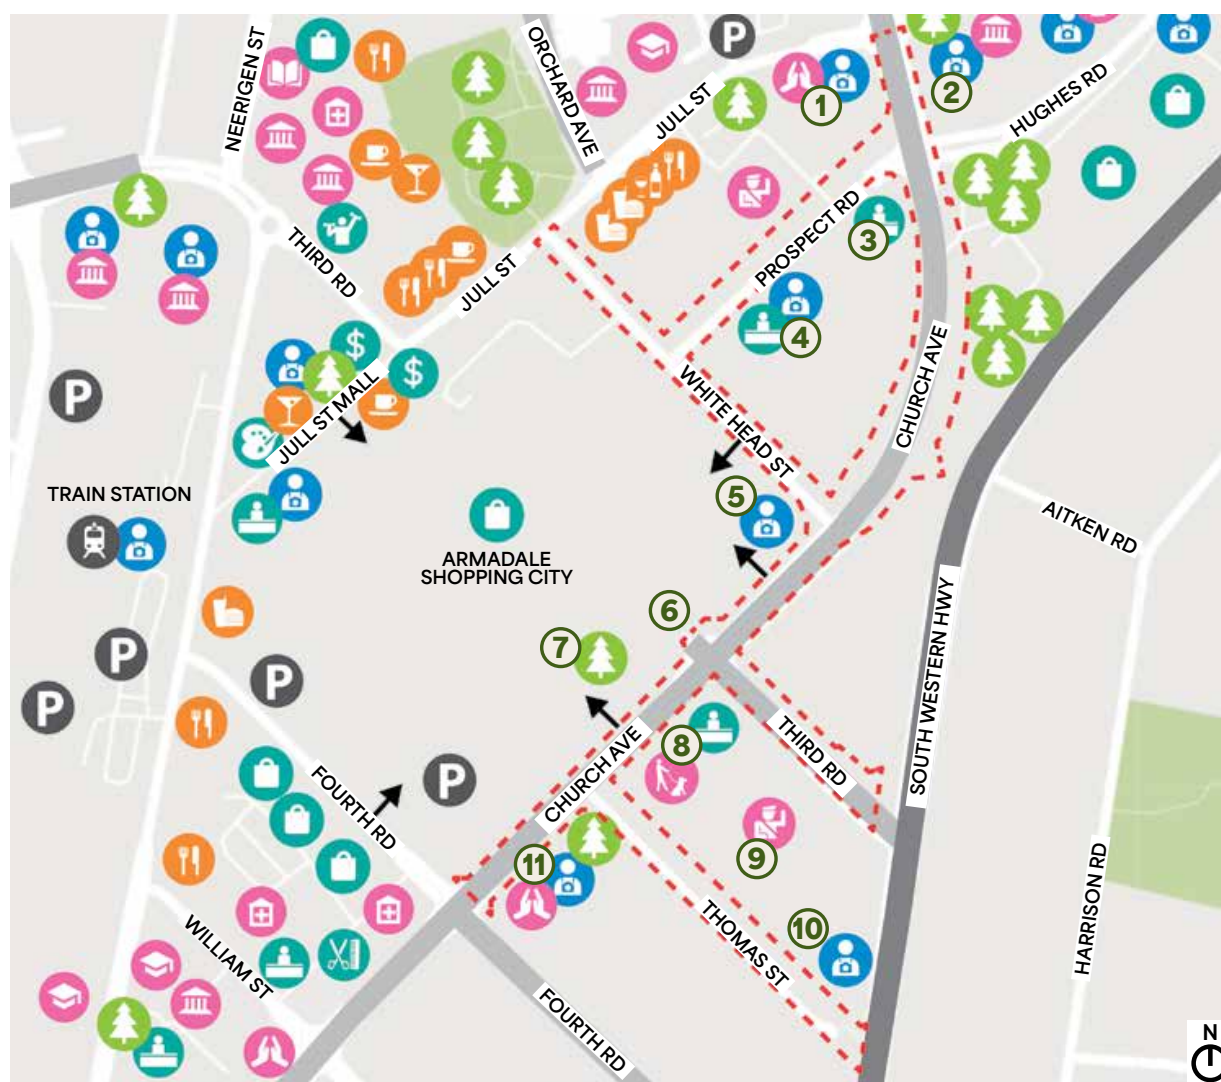 NEERIGEN ST
ORCHARD AVE
P
JULL ST
1
2
HUGHES RD
THIRD RD
JULL ST
PROSPECT RD
3
4
$
$
P
JULL ST MALL
WHITE HEAD ST
CHURCH AVE
TRAIN STATION
5
AITKEN RD
ARMADALE
SHOPPING CITY
6
7
SOUTH WESTERN HWY
P
P
P
P
8
THIRD RD
CHURCH AVE
FOURTH RD
9
11
HARRISON RD
WILLIAM ST
THOMAS ST
10
FOURTH RD
N